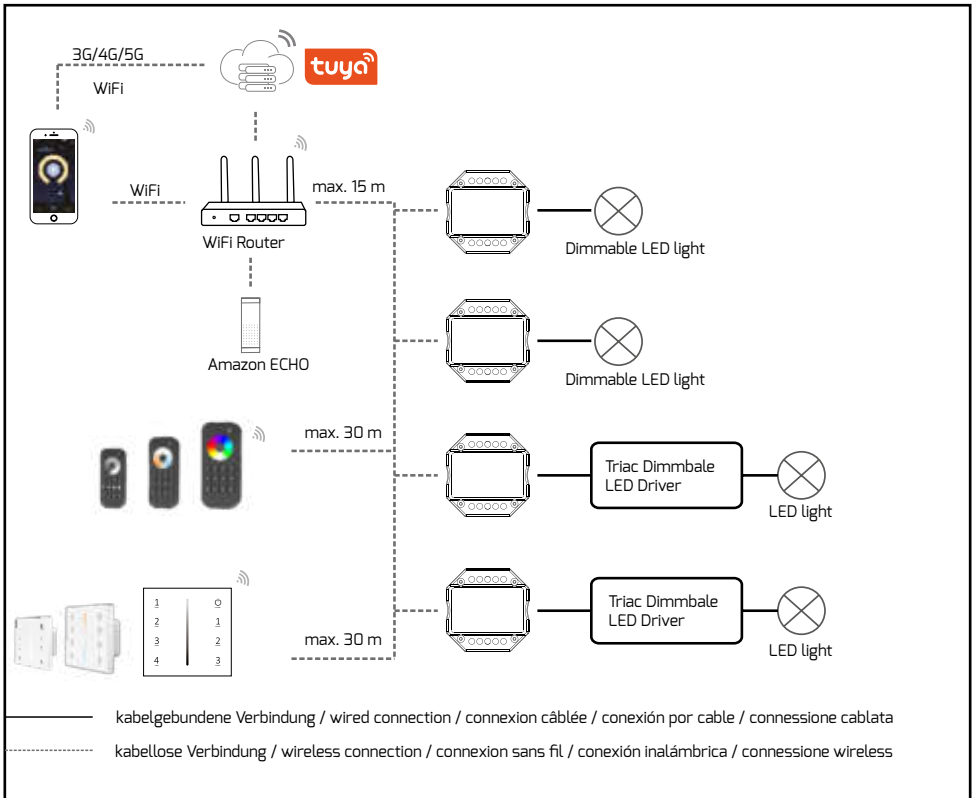 3G/4G/5G
tuya
WiFi
WiFi
max. 15 m
WiFi Router
Dimmable LED light
Amazon ECHO
Dimmable LED light
max. 30 m
Triac Dimmbale
LED Driver
LED light
1
2
3
4
1
2
3
max. 30 m
Triac Dimmbale
LED Driver
LED light
kabelgebundene Verbindung / wired connection / connexion câblée / conexión por cable / connessione cablata
kabellose Verbindung / wireless connection / connexion sans fil / conexión inalámbrica / connessione wireless